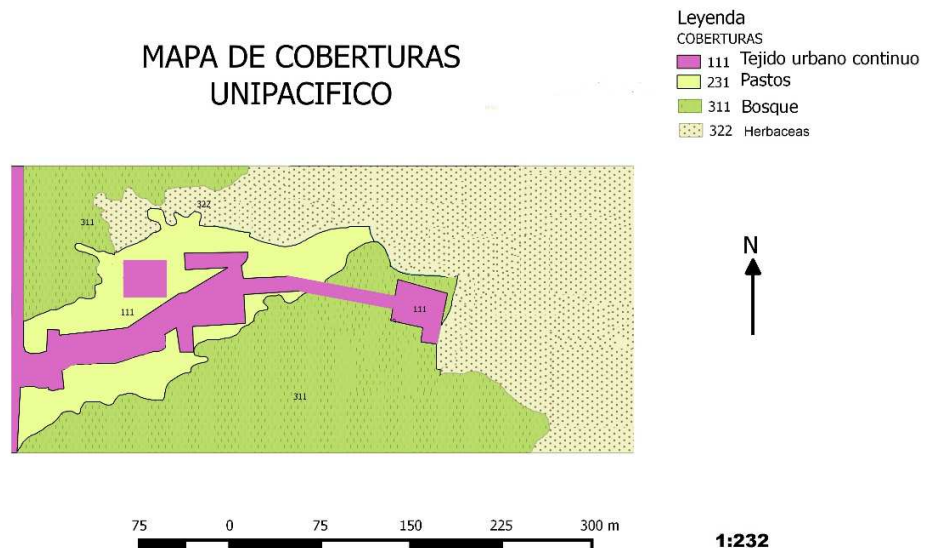 MAPA DE COBERTURAS
UNIPACIFICO
Leyenda
COBERTURAS
111 Tejido urbano continuo
231 Pastos
311 Bosque
322 Herbaceas
322
311
111
111
311
N
75 0 75 150 225 300 m
1:232